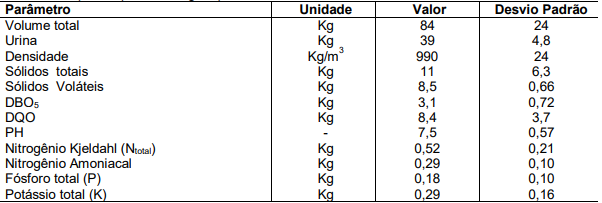 Parâmetro Unidade Valor Desvio Padrão
Volume total Kg 84 24
Urina Kg 39 4,8
Densidade Kg/m³ 990 24
Sólidos totais Kg 11 6,3
Sólidos Voláteis Kg 8,5 0,66
DBO₅ Kg 3,1 0,72
DQO Kg 8,4 3,7
PH - 7,5 0,57
Nitrogênio Kjeldahl (Ntotal) Kg 0,52 0,21
Nitrogênio Amoniacal Kg 0,29 0,10
Fósforo total (P) Kg 0,18 0,10
Potássio total (K) Kg 0,29 0,16